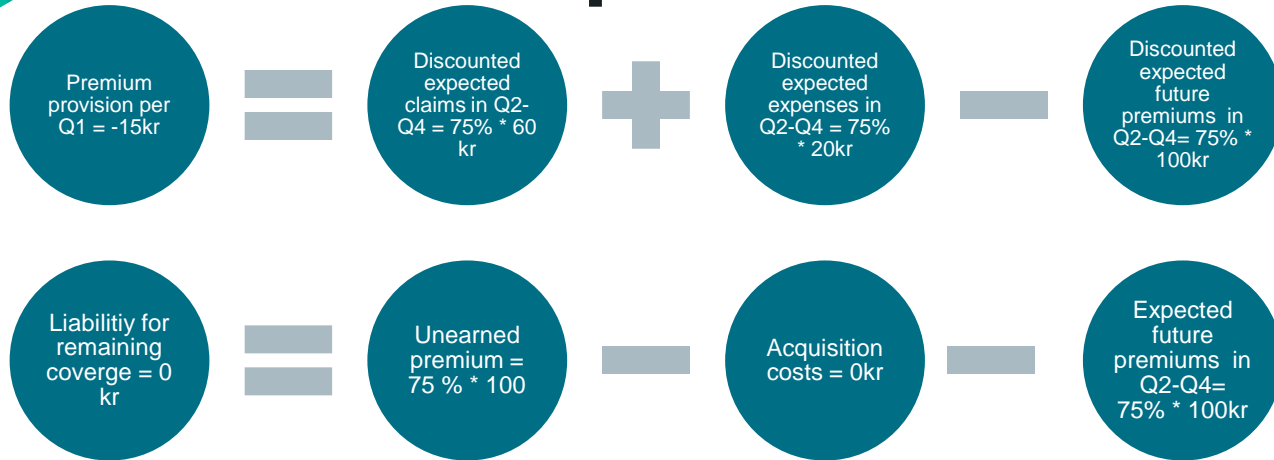 Premium
provision per
Q1 = -15kr
Discounted
expected
claims in Q2-
Q4 = 75% * 60
kr
Discounted
expected
expenses in
Q2-Q4 = 75%
* 20kr
Discounted
expected
future
premiums in
Q2-Q4= 75% *
100kr
Liabilitiy for
remaining
coverge = 0
kr
Unearned
premium =
75 % * 100
Acquisition
costs = 0kr
Expected
future
premiums in
Q2-Q4=
75% * 100kr